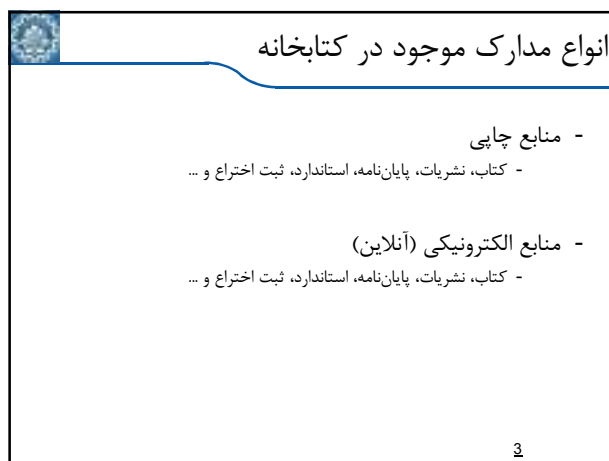 انواع مدارک موجود در کتابخانه
- منابع چاپی
- کتاب، نشریات، پایان‌نامه، استاندارد، ثبت اختراع و ...
- منابع الکترونیکی (آنلاین)
- کتاب، نشریات، پایان‌نامه، استاندارد، ثبت اختراع و ...
3